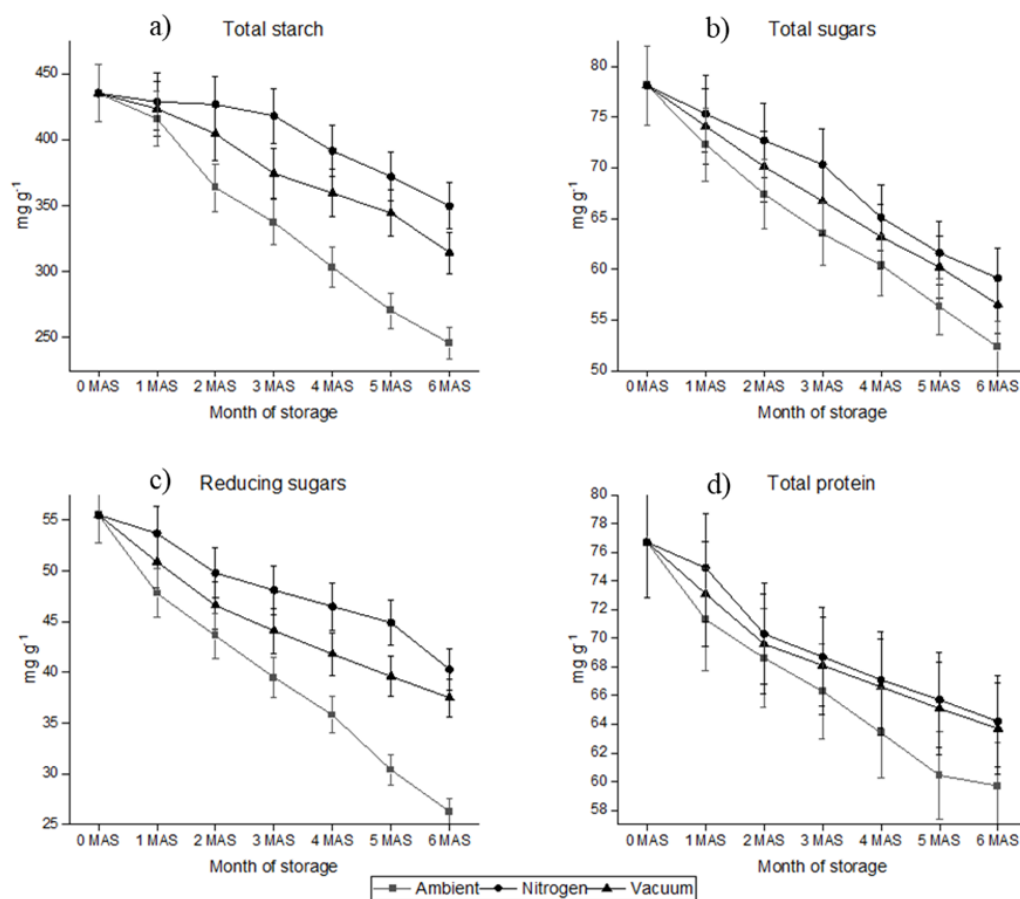 a) Total starch
450
400
350
300
250
mg g⁻¹
0 MAS 1 MAS 2 MAS 3 MAS 4 MAS 5 MAS 6 MAS
Month of storage
b) Total sugars
80
75
70
65
60
55
50
mg g⁻¹
0 MAS 1 MAS 2 MAS 3 MAS 4 MAS 5 MAS 6 MAS
Month of storage
c) Reducing sugars
55
50
45
40
35
30
25
mg g⁻¹
0 MAS 1 MAS 2 MAS 3 MAS 4 MAS 5 MAS 6 MAS
Month of storage
d) Total protein
80
78
76
74
72
70
68
66
64
62
60
58
mg g⁻¹
0 MAS 1 MAS 2 MAS 3 MAS 4 MAS 5 MAS 6 MAS
Month of storage
Ambient Nitrogen Vacuum